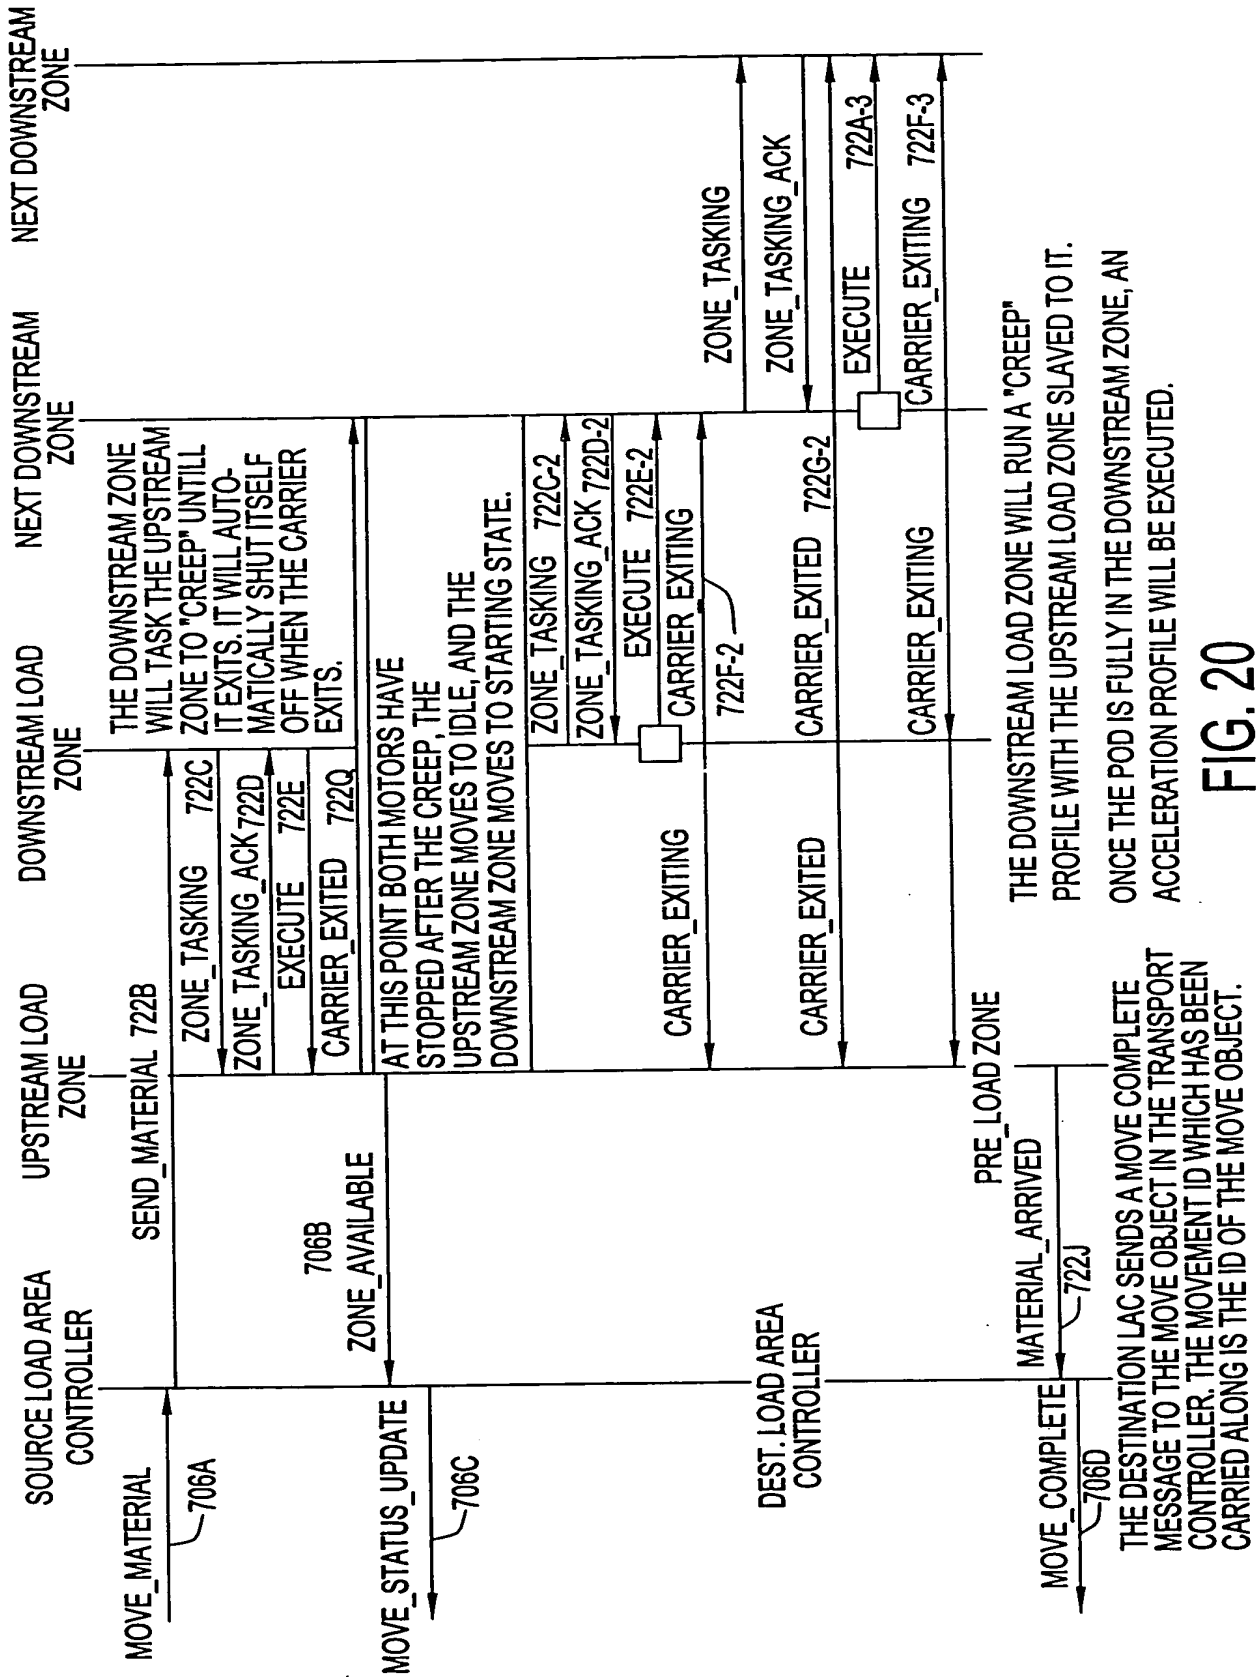 SOURCE LOAD AREA
CONTROLLER
UPSTREAM LOAD
ZONE
DOWNSTREAM LOAD
ZONE
NEXT DOWNSTREAM
ZONE
NEXT DOWNSTREAM
ZONE
MOVE_MATERIAL
706A
SEND_MATERIAL 722B
ZONE_TASKING 722C
ZONE_TASKING_ACK 722D
EXECUTE 722E
CARRIER_EXITED 722Q
THE DOWNSTREAM ZONE
WILL TASK THE UPSTREAM
ZONE TO "CREEP" UNTILL
IT EXITS. IT WILL AUTO-
MATICALLY SHUT ITSELF
OFF WHEN THE CARRIER
EXITS.
706B
ZONE_AVAILABLE
MOVE_STATUS_UPDATE
706C
AT THIS POINT BOTH MOTORS HAVE
STOPPED AFTER THE CREEP, THE
UPSTREAM ZONE MOVES TO IDLE, AND THE
DOWNSTREAM ZONE MOVES TO STARTING STATE.
ZONE_TASKING 722C-2
ZONE_TASKING_ACK 722D-2
EXECUTE 722E-2
CARRIER_EXITING
CARRIER_EXITING
722F-2
ZONE_TASKING
ZONE_TASKING_ACK
CARRIER_EXITED
CARRIER_EXITED 722G-2
EXECUTE 722A-3
CARRIER_EXITING
CARRIER_EXITING 722F-3
DEST. LOAD AREA
CONTROLLER
PRE_LOAD ZONE
MATERIAL_ARRIVED
722J
MOVE_COMPLETE
706D
THE DOWNSTREAM LOAD ZONE WILL RUN A "CREEP"
PROFILE WITH THE UPSTREAM LOAD ZONE SLAVED TO IT.
ONCE THE POD IS FULLY IN THE DOWNSTREAM ZONE, AN
ACCELERATION PROFILE WILL BE EXECUTED.
THE DESTINATION LAC SENDS A MOVE COMPLETE
MESSAGE TO THE MOVE OBJECT IN THE TRANSPORT
CONTROLLER. THE MOVEMENT ID WHICH HAS BEEN
CARRIED ALONG IS THE ID OF THE MOVE OBJECT.
FIG. 20